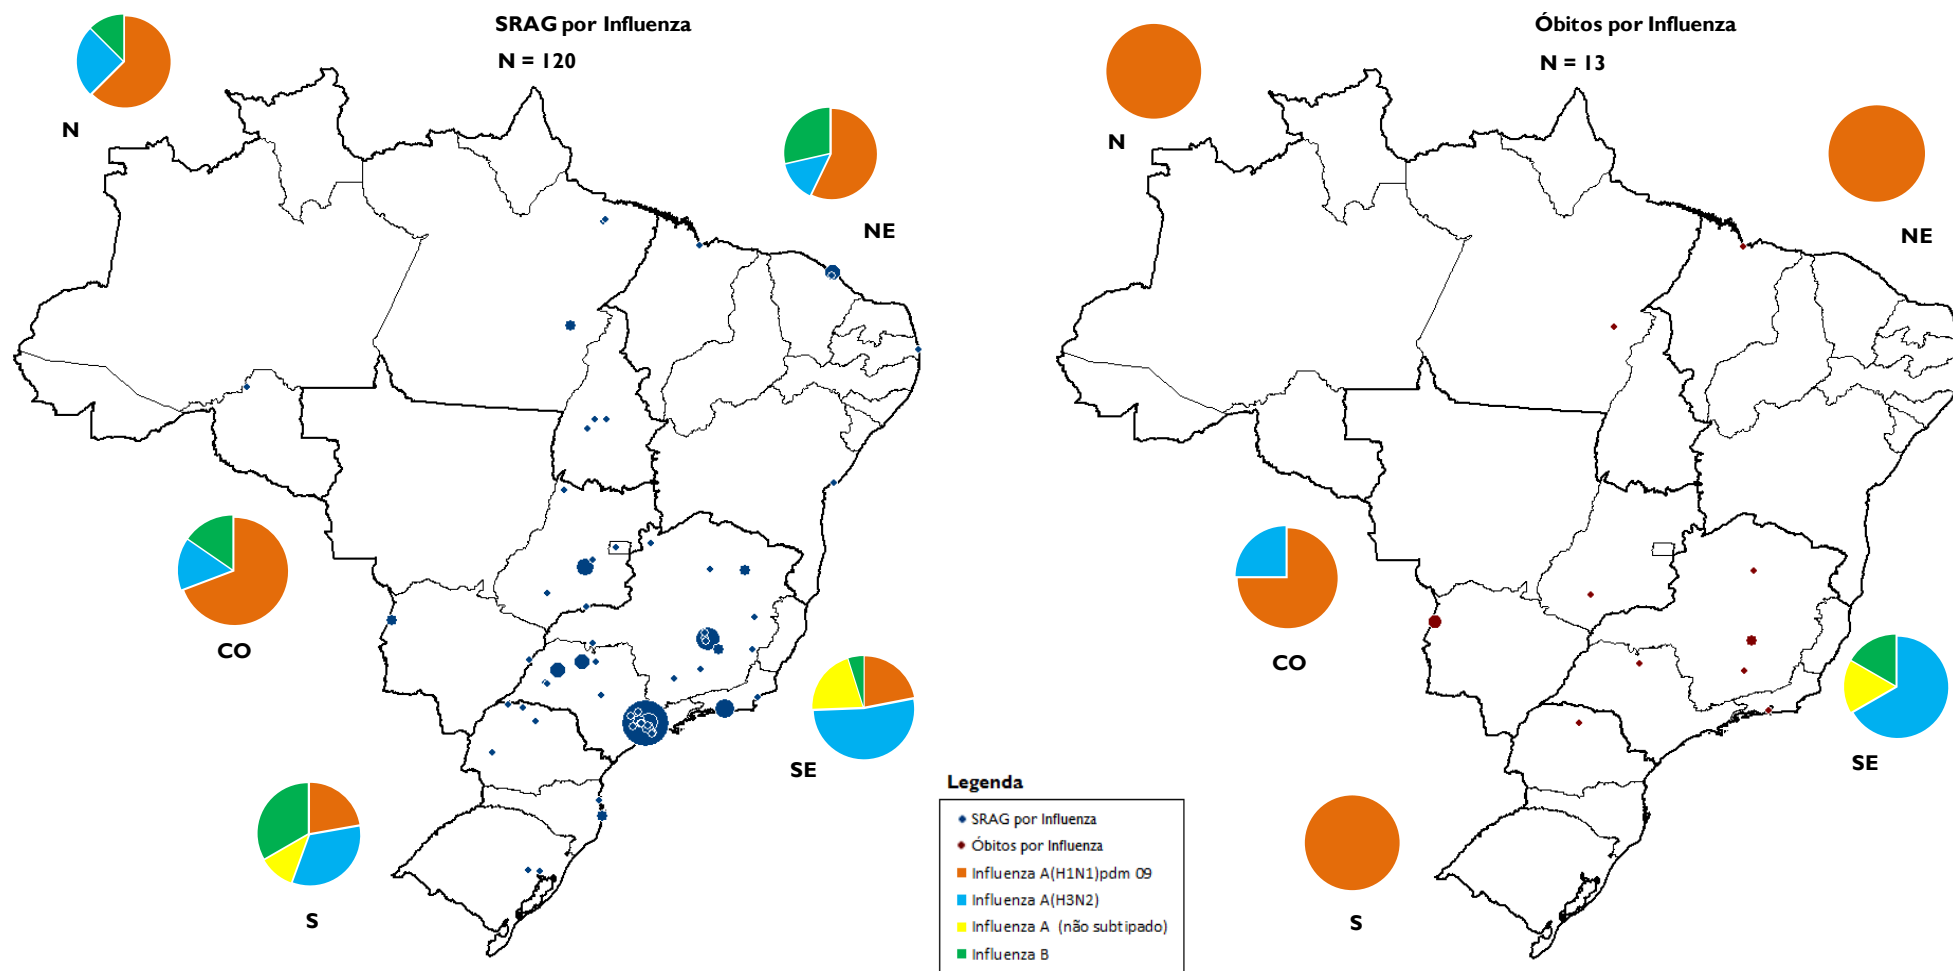 SRAG por Influenza
N = 120
N
NE
CO
SE
S
Óbitos por Influenza
N = 13
N
NE
CO
SE
S
Legenda
SRAG por Influenza
Óbitos por Influenza
Influenza A(H1N1)pdm 09
Influenza A(H3N2)
Influenza A (não subtipado)
Influenza B